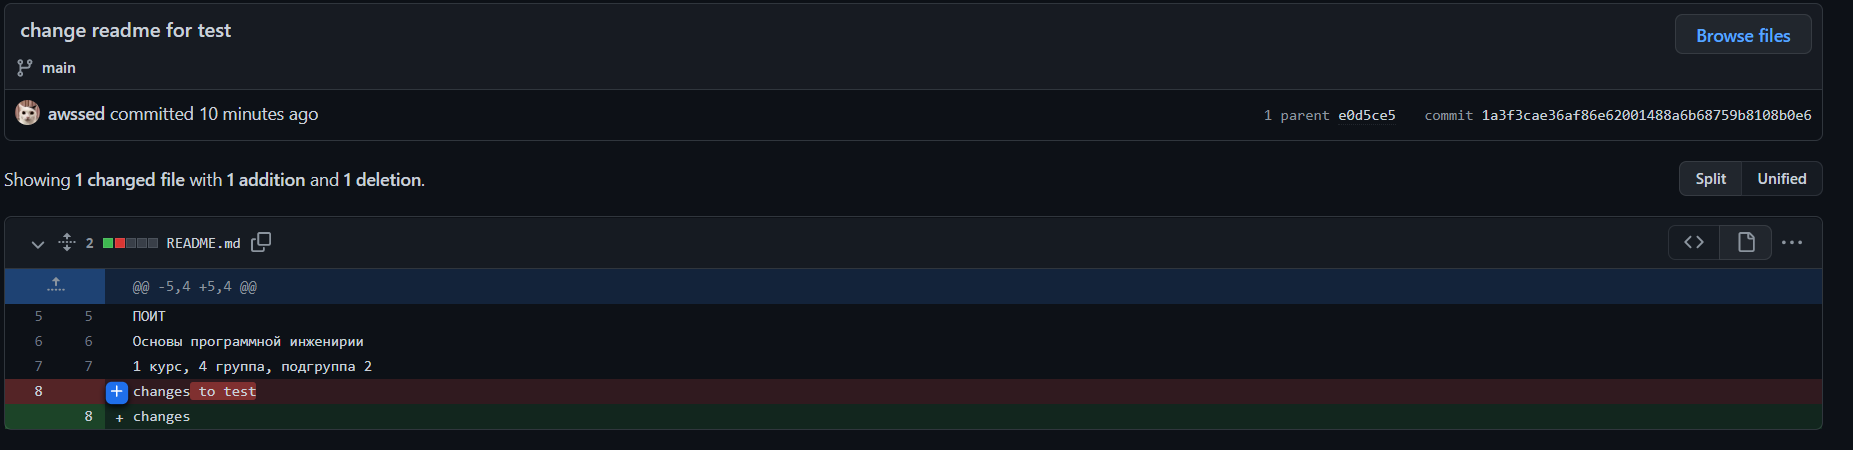 change readme for test
Browse files
main
awssed committed 10 minutes ago
1 parent e0d5ce5 commit 1a3f3cae36af86e62001488a6b68759b8108b0e6
Showing 1 changed file with 1 addition and 1 deletion.
Split Unified
2 README.md
@@ -5,4 +5,4 @@
5 5 ПОИТ
6 6 Основы программной инженирии
7 7 1 курс, 4 группа, подгруппа 2
8 changes to test
8 + changes